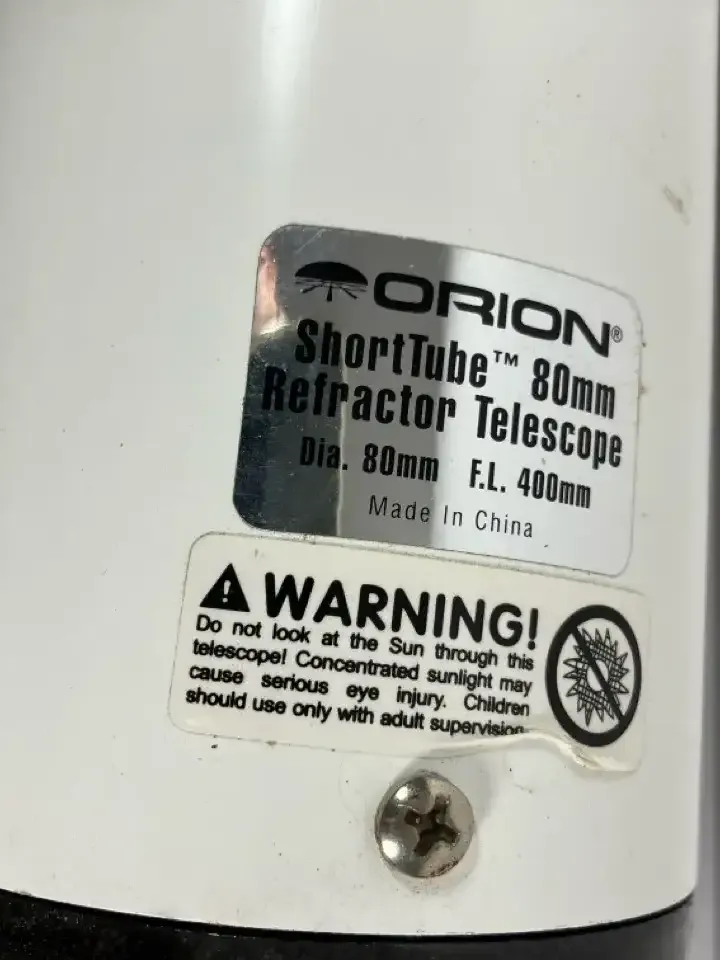 ORION®
ShortTube™ 80mm
Refractor Telescope
Dia. 80mm F.L. 400mm
Made In China
WARNING!
Do not look at the Sun through this
telescope! Concentrated sunlight may
cause serious eye injury. Children
should use only with adult supervision.